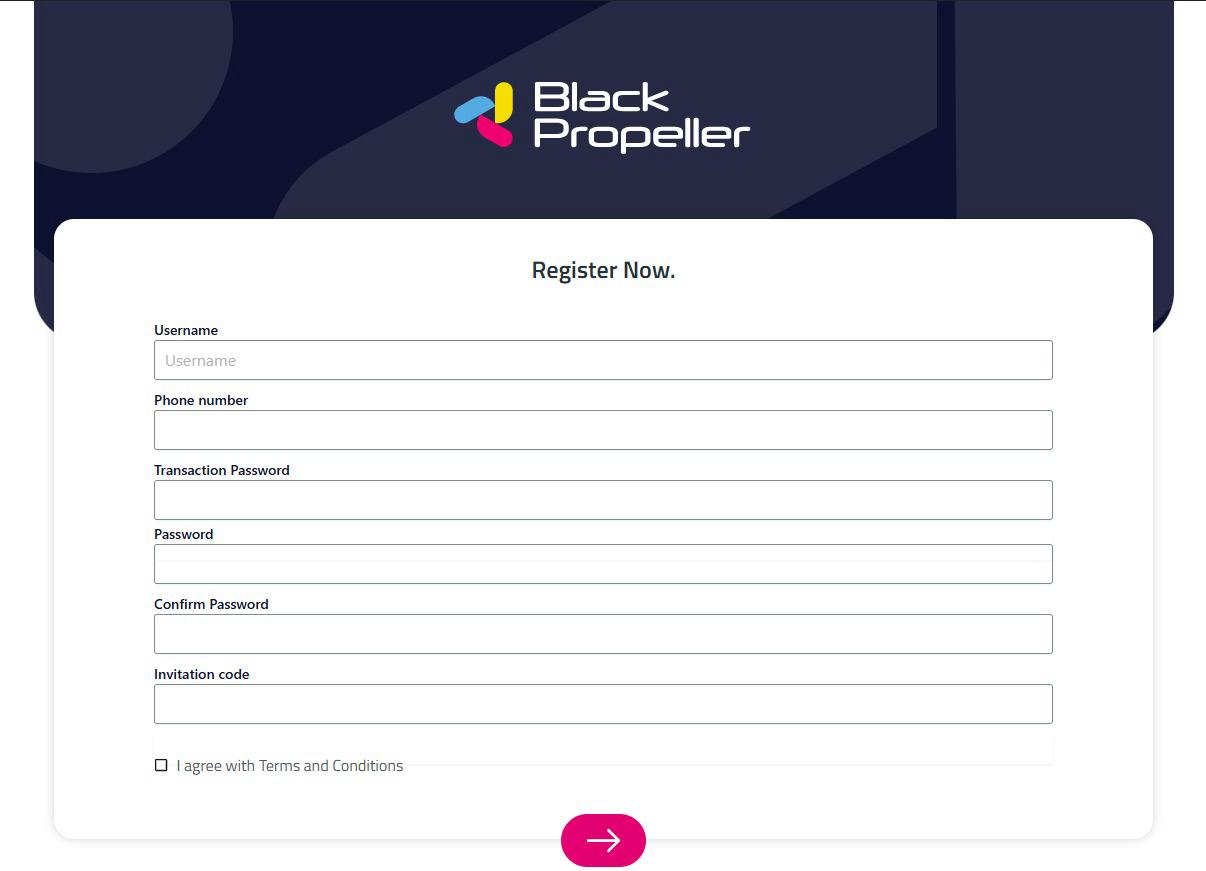 Black
Propeller
Register Now.
Username
Username
Phone number
Transaction Password
Password
Confirm Password
Invitation code
I agree with Terms and Conditions